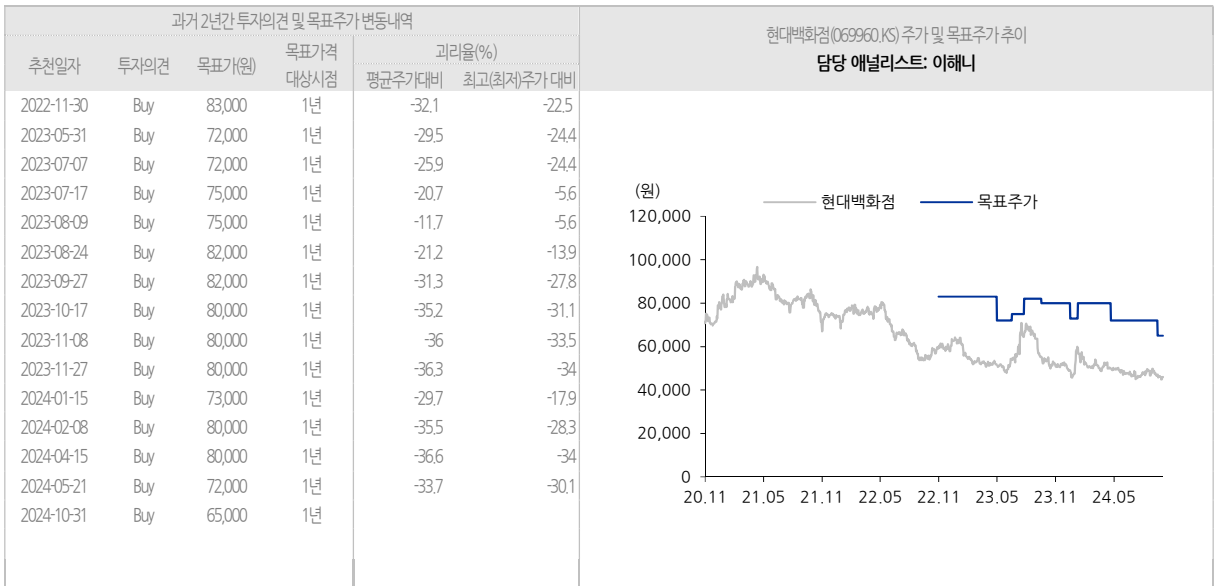 과거 2년간 투자의견 및 목표주가 변동내역
추천일자 투자의견 목표가(원) 목표가격 대상시점 괴리율(%)
평균주가대비 최고(최저)주가 대비
2022-11-30 Buy 83,000 1년 -32.1 -22.5
2023-05-31 Buy 72,000 1년 -29.5 -24.4
2023-07-07 Buy 72,000 1년 -25.9 -24.4
2023-07-17 Buy 75,000 1년 -20.7 -5.6
2023-08-09 Buy 75,000 1년 -11.7 -5.6
2023-08-24 Buy 82,000 1년 -21.2 -13.9
2023-09-27 Buy 82,000 1년 -31.3 -27.8
2023-10-17 Buy 80,000 1년 -35.2 -31.1
2023-11-08 Buy 80,000 1년 -36 -33.5
2023-11-27 Buy 80,000 1년 -36.3 -34
2024-01-15 Buy 73,000 1년 -29.7 -17.9
2024-02-08 Buy 80,000 1년 -35.5 -28.3
2024-04-15 Buy 80,000 1년 -36.6 -34
2024-05-21 Buy 72,000 1년 -33.7 -30.1
2024-10-31 Buy 65,000 1년
현대백화점(069960.KS) 주가 및 목표주가 추이
담당 애널리스트: 이해니
(원)
현대백화점 목표주가
120,000
100,000
80,000
60,000
40,000
20,000
0
20.11 21.05 21.11 22.05 22.11 23.05 23.11 24.05